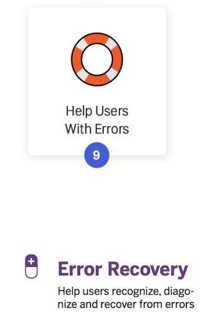 Help Users
With Errors
9
Error Recovery
Help users recognize, diago-
nize and recover from errors